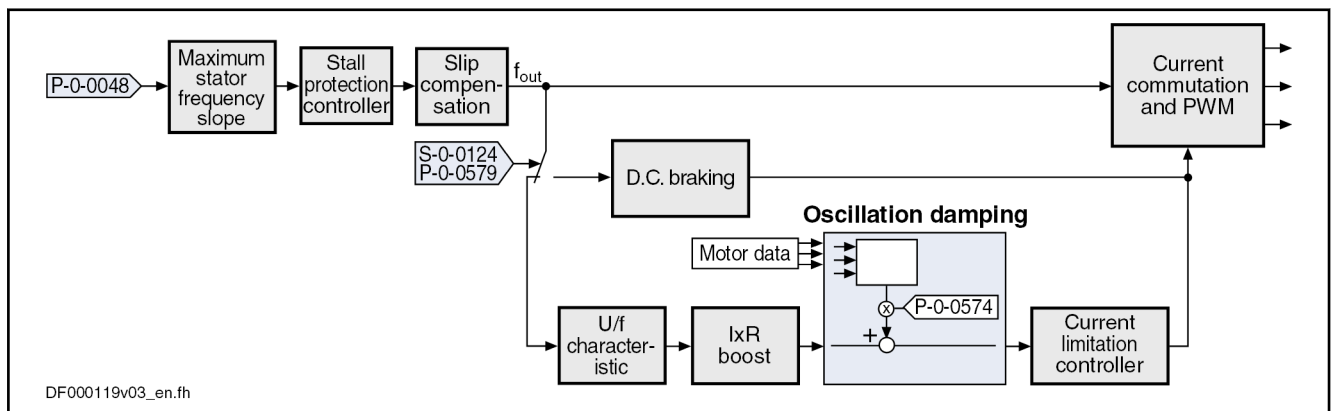 P-0-0048
Maximum
stator
frequency
slope
Stall
protection
controller
Slip
compen-
sation
fout
Current
commutation
and PWM
S-0-0124
P-0-0579
D.C. braking
Oscillation damping
Motor data
x
P-0-0574
+
U/f
character-
istic
IxR
boost
Current
limitation
controller
DF000119v03_en.fh